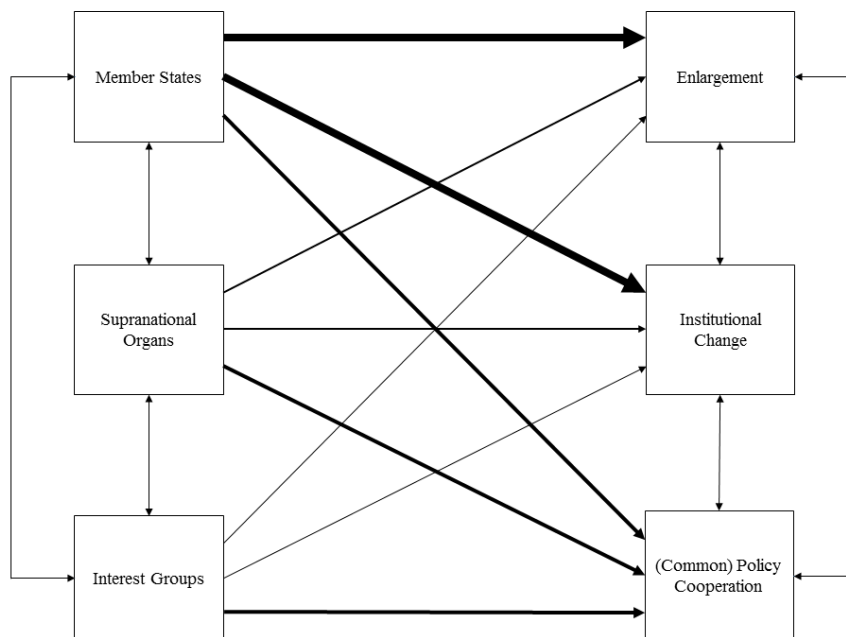 Member States
Enlargement
Supranational
Organs
Institutional
Change
Interest Groups
(Common) Policy
Cooperation